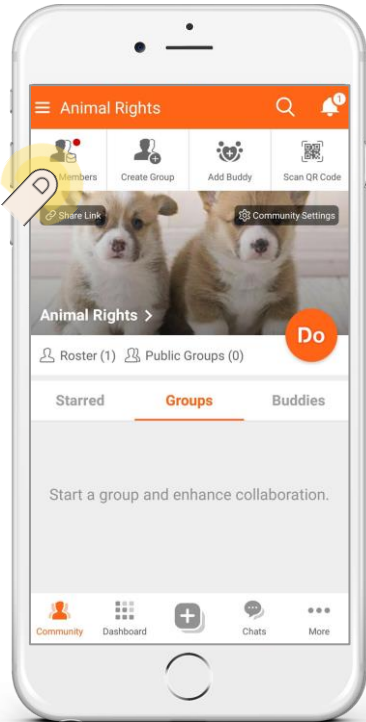 Animal Rights
1
Members
Create Group
Add Buddy
Scan QR Code
Share Link
Community Settings
Animal Rights >
Do
Roster (1)
Public Groups (0)
Starred
Groups
Buddies
Start a group and enhance collaboration.
Community
Dashboard
Chats
More